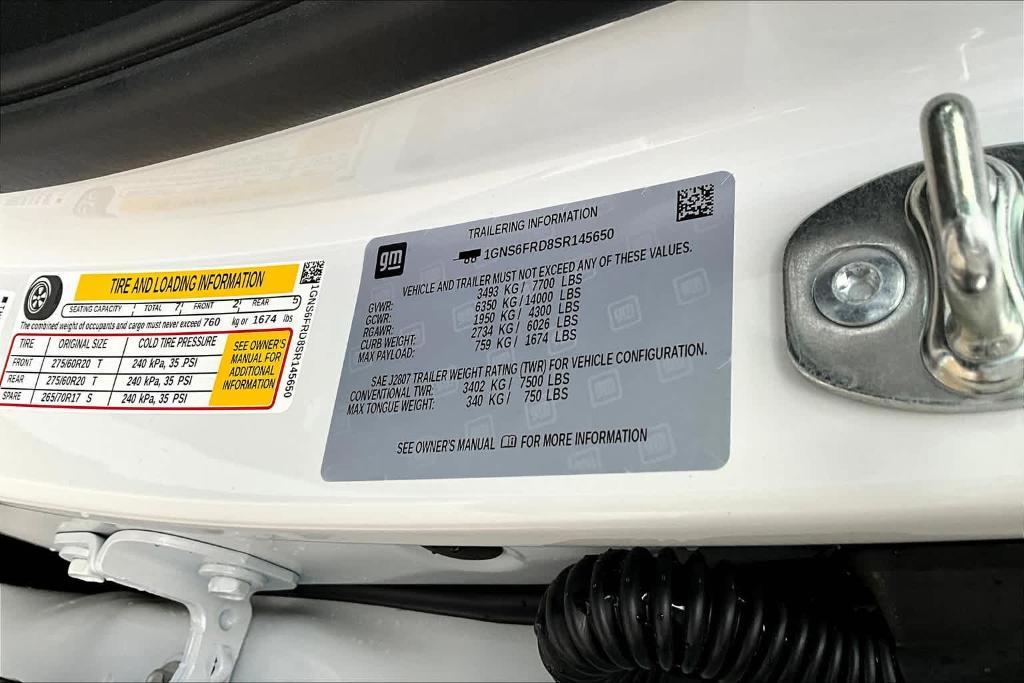 TIRE AND LOADING INFORMATION
SEATING CAPACITY TOTAL 7 FRONT 2 REAR 5
The combined weight of occupants and cargo must never exceed 760 kg or 1674 lbs
TIRE ORIGINAL SIZE COLD TIRE PRESSURE
FRONT 275/60R20 T 240 kPa, 35 PSI
REAR 275/60R20 T 240 kPa, 35 PSI
SPARE 265/70R17 S 240 kPa, 35 PSI
SEE OWNER'S
MANUAL FOR
ADDITIONAL
INFORMATION
1GNS6FRD8SR145650
gm
TRAILERING INFORMATION
1GNS6FRD8SR145650
VEHICLE AND TRAILER MUST NOT EXCEED ANY OF THESE VALUES.
GVWR: 3493 KG / 7700 LBS
GCWR: 6350 KG / 14000 LBS
RGAWR: 1950 KG / 4300 LBS
CURB WEIGHT: 2734 KG / 6026 LBS
MAX PAYLOAD: 759 KG / 1674 LBS
SAE J2807 TRAILER WEIGHT RATING (TWR) FOR VEHICLE CONFIGURATION.
CONVENTIONAL TWR: 3402 KG / 7500 LBS
MAX TONGUE WEIGHT: 340 KG / 750 LBS
SEE OWNER'S MANUAL FOR MORE INFORMATION